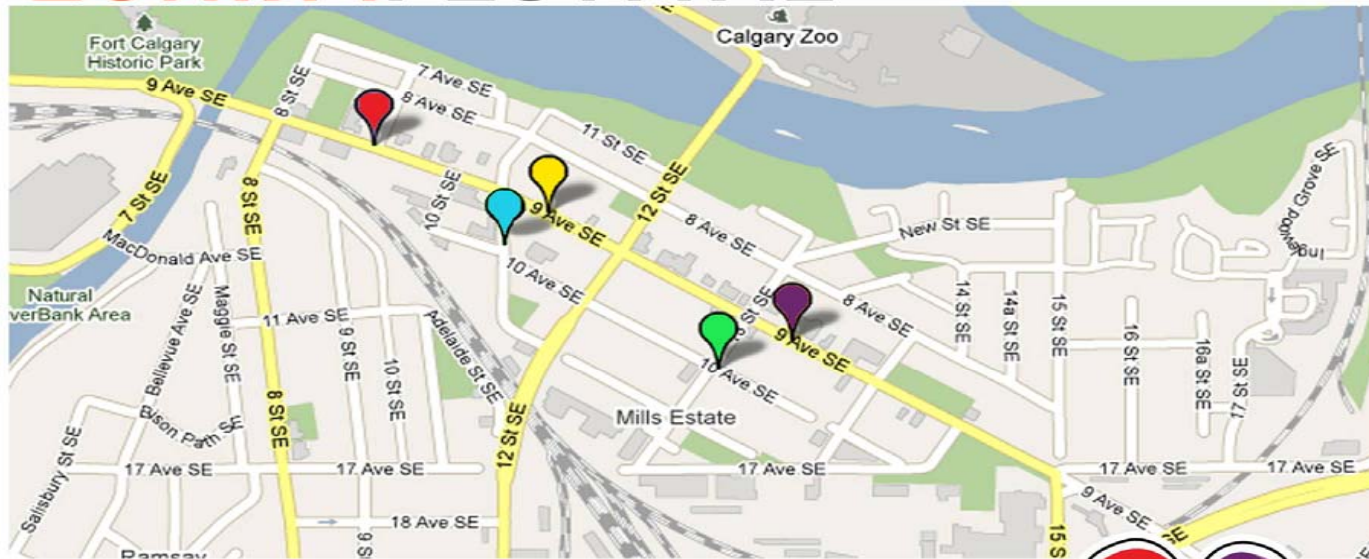 Calgary Zoo
Fort Calgary
Historic Park
9 Ave SE
8 St SE
7 Ave SE
8 Ave SE
11 St SE
12 St SE
10 St SE
9 Ave SE
7 St SE
8 St SE
MacDonald Ave SE
10 Ave SE
8 Ave SE
New St SE
Natural
verBank Area
Bellevue Ave SE
Maggie St SE
11 Ave SE
9 St SE
10 St SE
Adelaide St SE
St SE
8 Ave SE
14 St SE
14a St SE
15 St SE
16 St SE
16a St SE
17 St SE
9 Ave SE
10 Ave SE
Mills Estate
8 St SE
12 St SE
Bison Path SE
Salisbury St SE
17 Ave SE
17 Ave SE
17 Ave SE
17 Ave SE
17 Ave SE
18 Ave SE
9 Ave SE
Ramsay